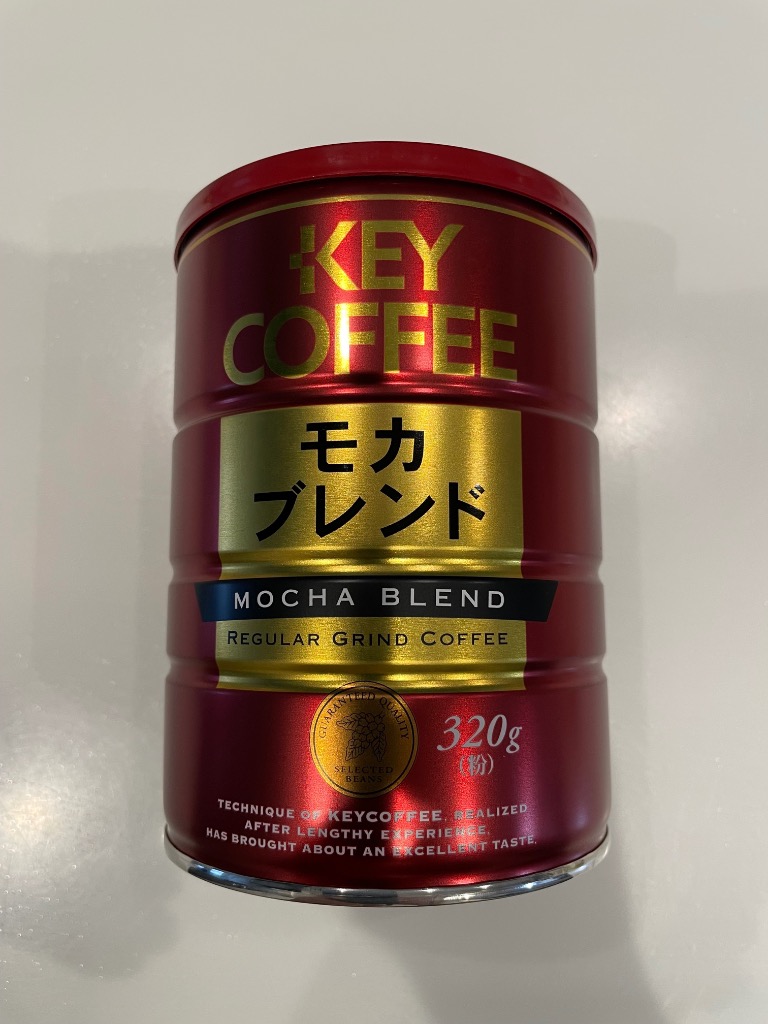 KEY
COFFEE
モカ
ブレンド
MOCHA BLEND
REGULAR GRIND COFFEE
GUARANTEED QUALITY
SELECTED
BEANS
320g
(粉)
TECHNIQUE OF KEYCOFFEE, REALIZED
AFTER LENGTHY EXPERIENCE,
HAS BROUGHT ABOUT AN EXCELLENT TASTE.